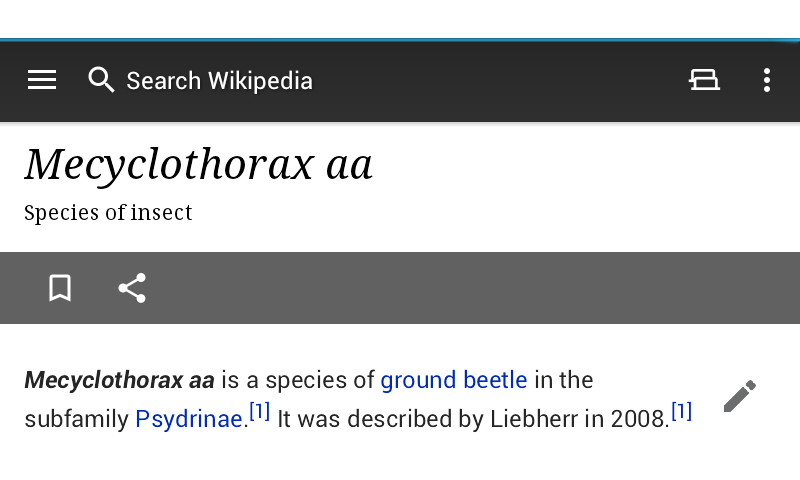 Search Wikipedia
Mecyclothorax aa
Species of insect
Mecyclothorax aa is a species of ground beetle in the
subfamily Psydrinae.[1] It was described by Liebherr in 2008.[1]